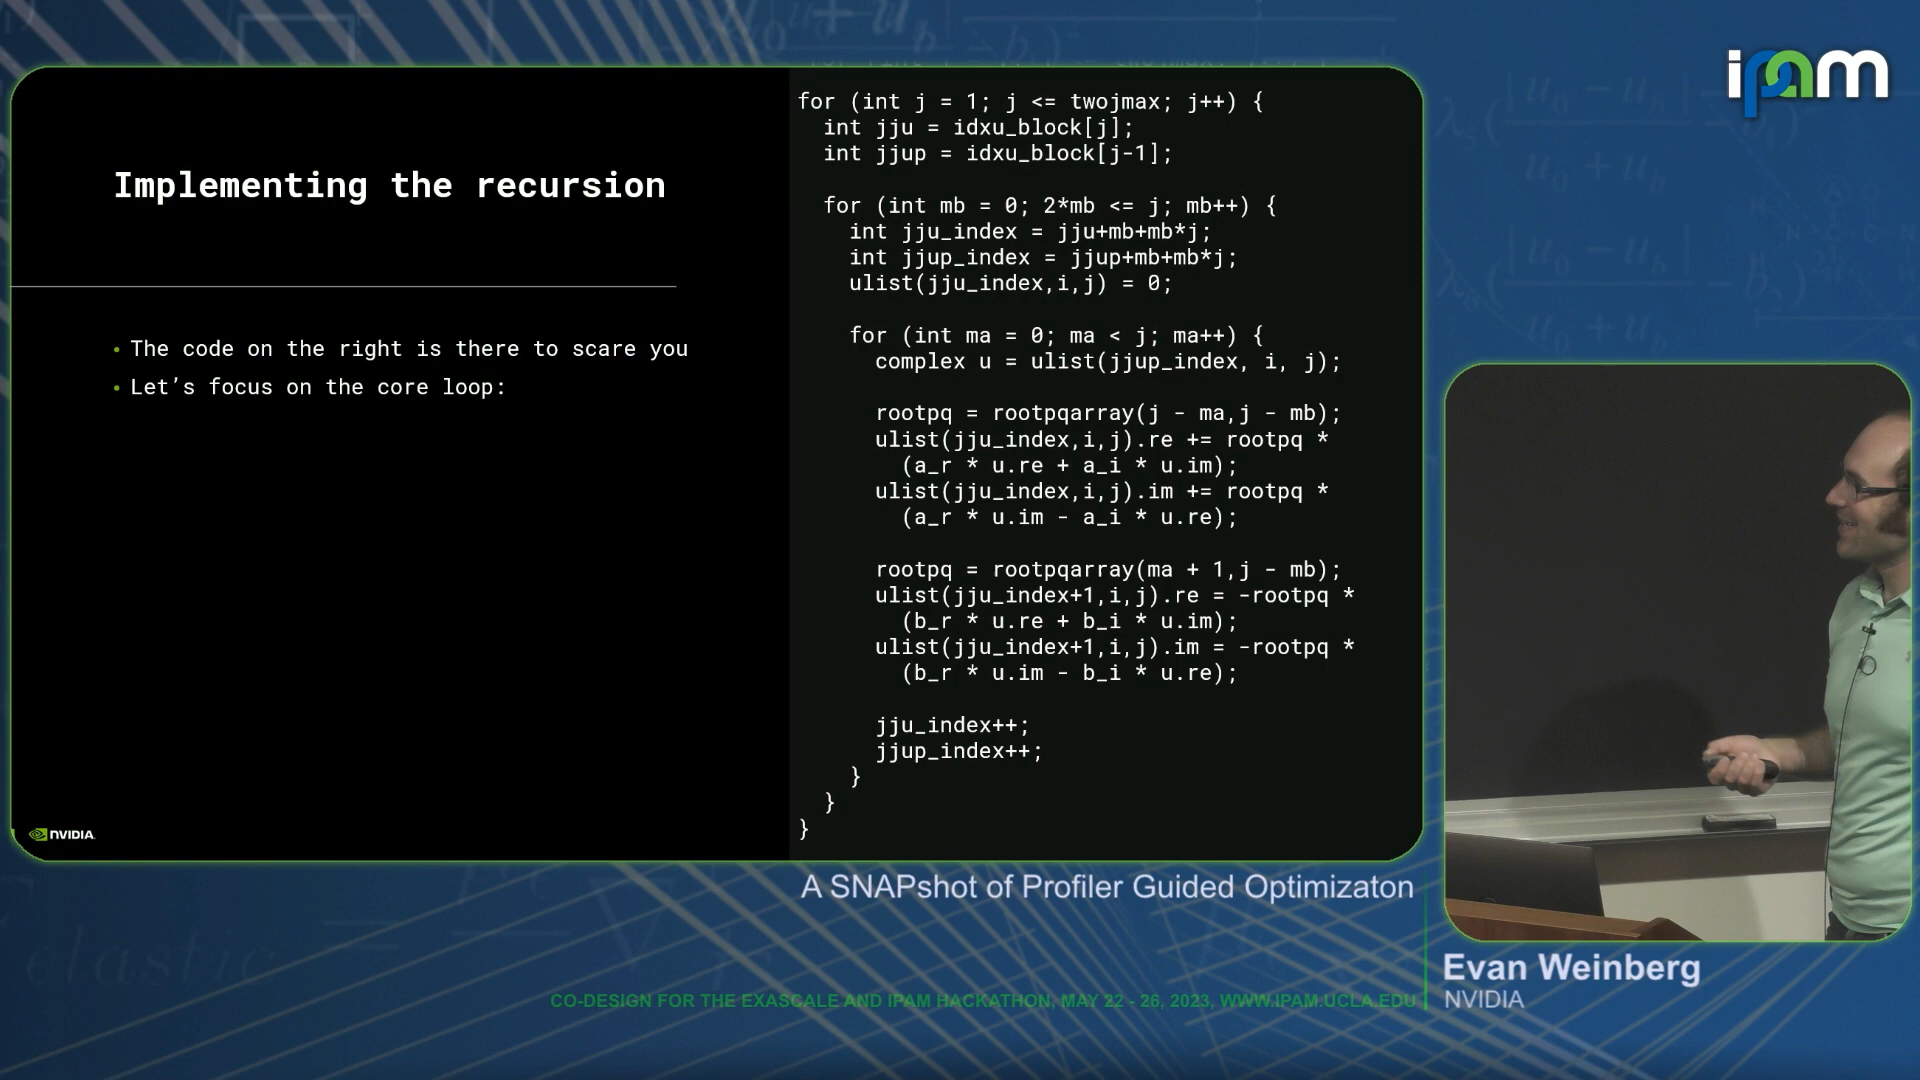 ipam
Implementing the recursion
• The code on the right is there to scare you
• Let’s focus on the core loop:
NVIDIA.
for (int j = 1; j <= twojmax; j++) {
  int jju = idxu_block[j];
  int jjup = idxu_block[j-1];
  for (int mb = 0; 2*mb <= j; mb++) {
    int jju_index = jju+mb+mb*j;
    int jjup_index = jjup+mb+mb*j;
    ulist(jju_index,i,j) = 0;
    for (int ma = 0; ma < j; ma++) {
      complex u = ulist(jjup_index, i, j);
      rootpq = rootpqarray(j - ma,j - mb);
      ulist(jju_index,i,j).re += rootpq *
        (a_r * u.re + a_i * u.im);
      ulist(jju_index,i,j).im += rootpq *
        (a_r * u.im - a_i * u.re);
      rootpq = rootpqarray(ma + 1,j - mb);
      ulist(jju_index+1,i,j).re = -rootpq *
        (b_r * u.re + b_i * u.im);
      ulist(jju_index+1,i,j).im = -rootpq *
        (b_r * u.im - b_i * u.re);
      jju_index++;
      jjup_index++;
    }
  }
}
A SNAPshot of Profiler Guided Optimizaton
Evan Weinberg
NVIDIA
CO-DESIGN FOR THE EXASCALE AND IPAM HACKATHON, MAY 22 - 26, 2023, WWW.IPAM.UCLA.EDU
elastic